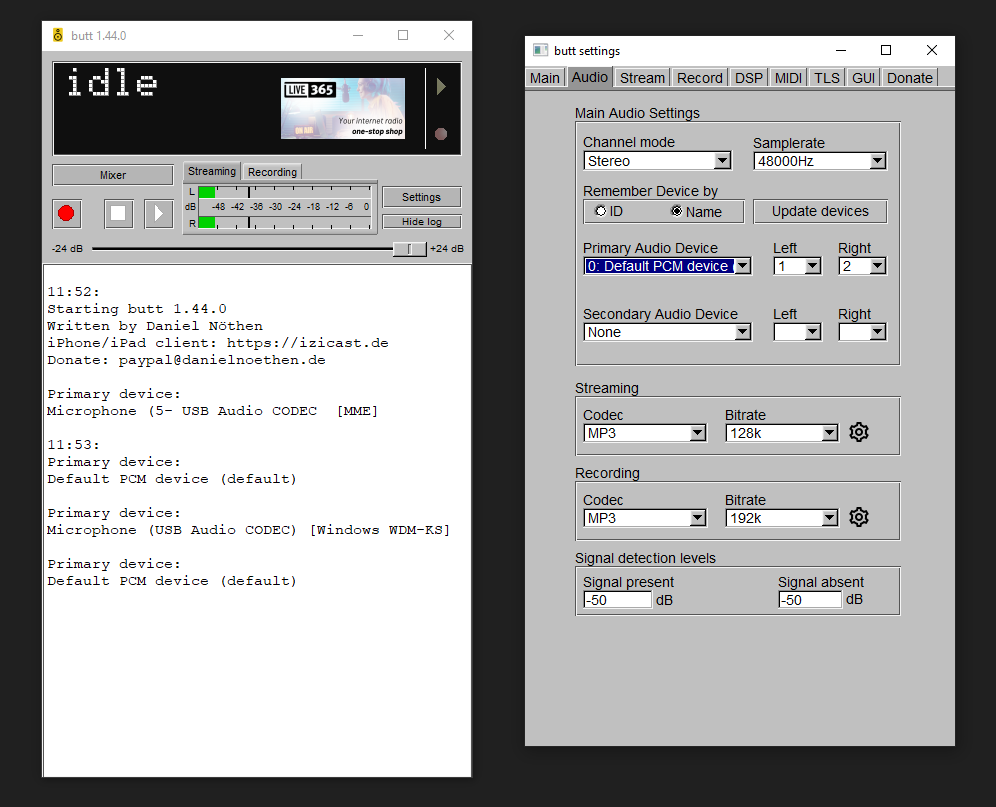 butt 1.44.0
idle
LIVE 365
Your internet radio
one-stop shop
Mixer
Streaming
Recording
L
dB
-48 -42 -36 -30 -24 -18 -12 -6 0
R
Settings
Hide log
-24 dB
+24 dB
11:52:
Starting butt 1.44.0
Written by Daniel Nöthen
iPhone/iPad client: https://izicast.de
Donate: paypal@danielnoethen.de
Primary device:
Microphone (5- USB Audio CODEC  [MME]
11:53:
Primary device:
Default PCM device (default)
Primary device:
Microphone (USB Audio CODEC) [Windows WDM-KS]
Primary device:
Default PCM device (default)
butt settings
Main Audio Stream Record DSP MIDI TLS GUI Donate
Main Audio Settings
Channel mode
Samplerate
Stereo
48000Hz
Remember Device by
ID
Name
Update devices
Primary Audio Device
Left
Right
0: Default PCM device (
1
2
Secondary Audio Device
Left
Right
None
Streaming
Codec
Bitrate
MP3
128k
Recording
Codec
Bitrate
MP3
192k
Signal detection levels
Signal present
Signal absent
-50 dB
-50 dB